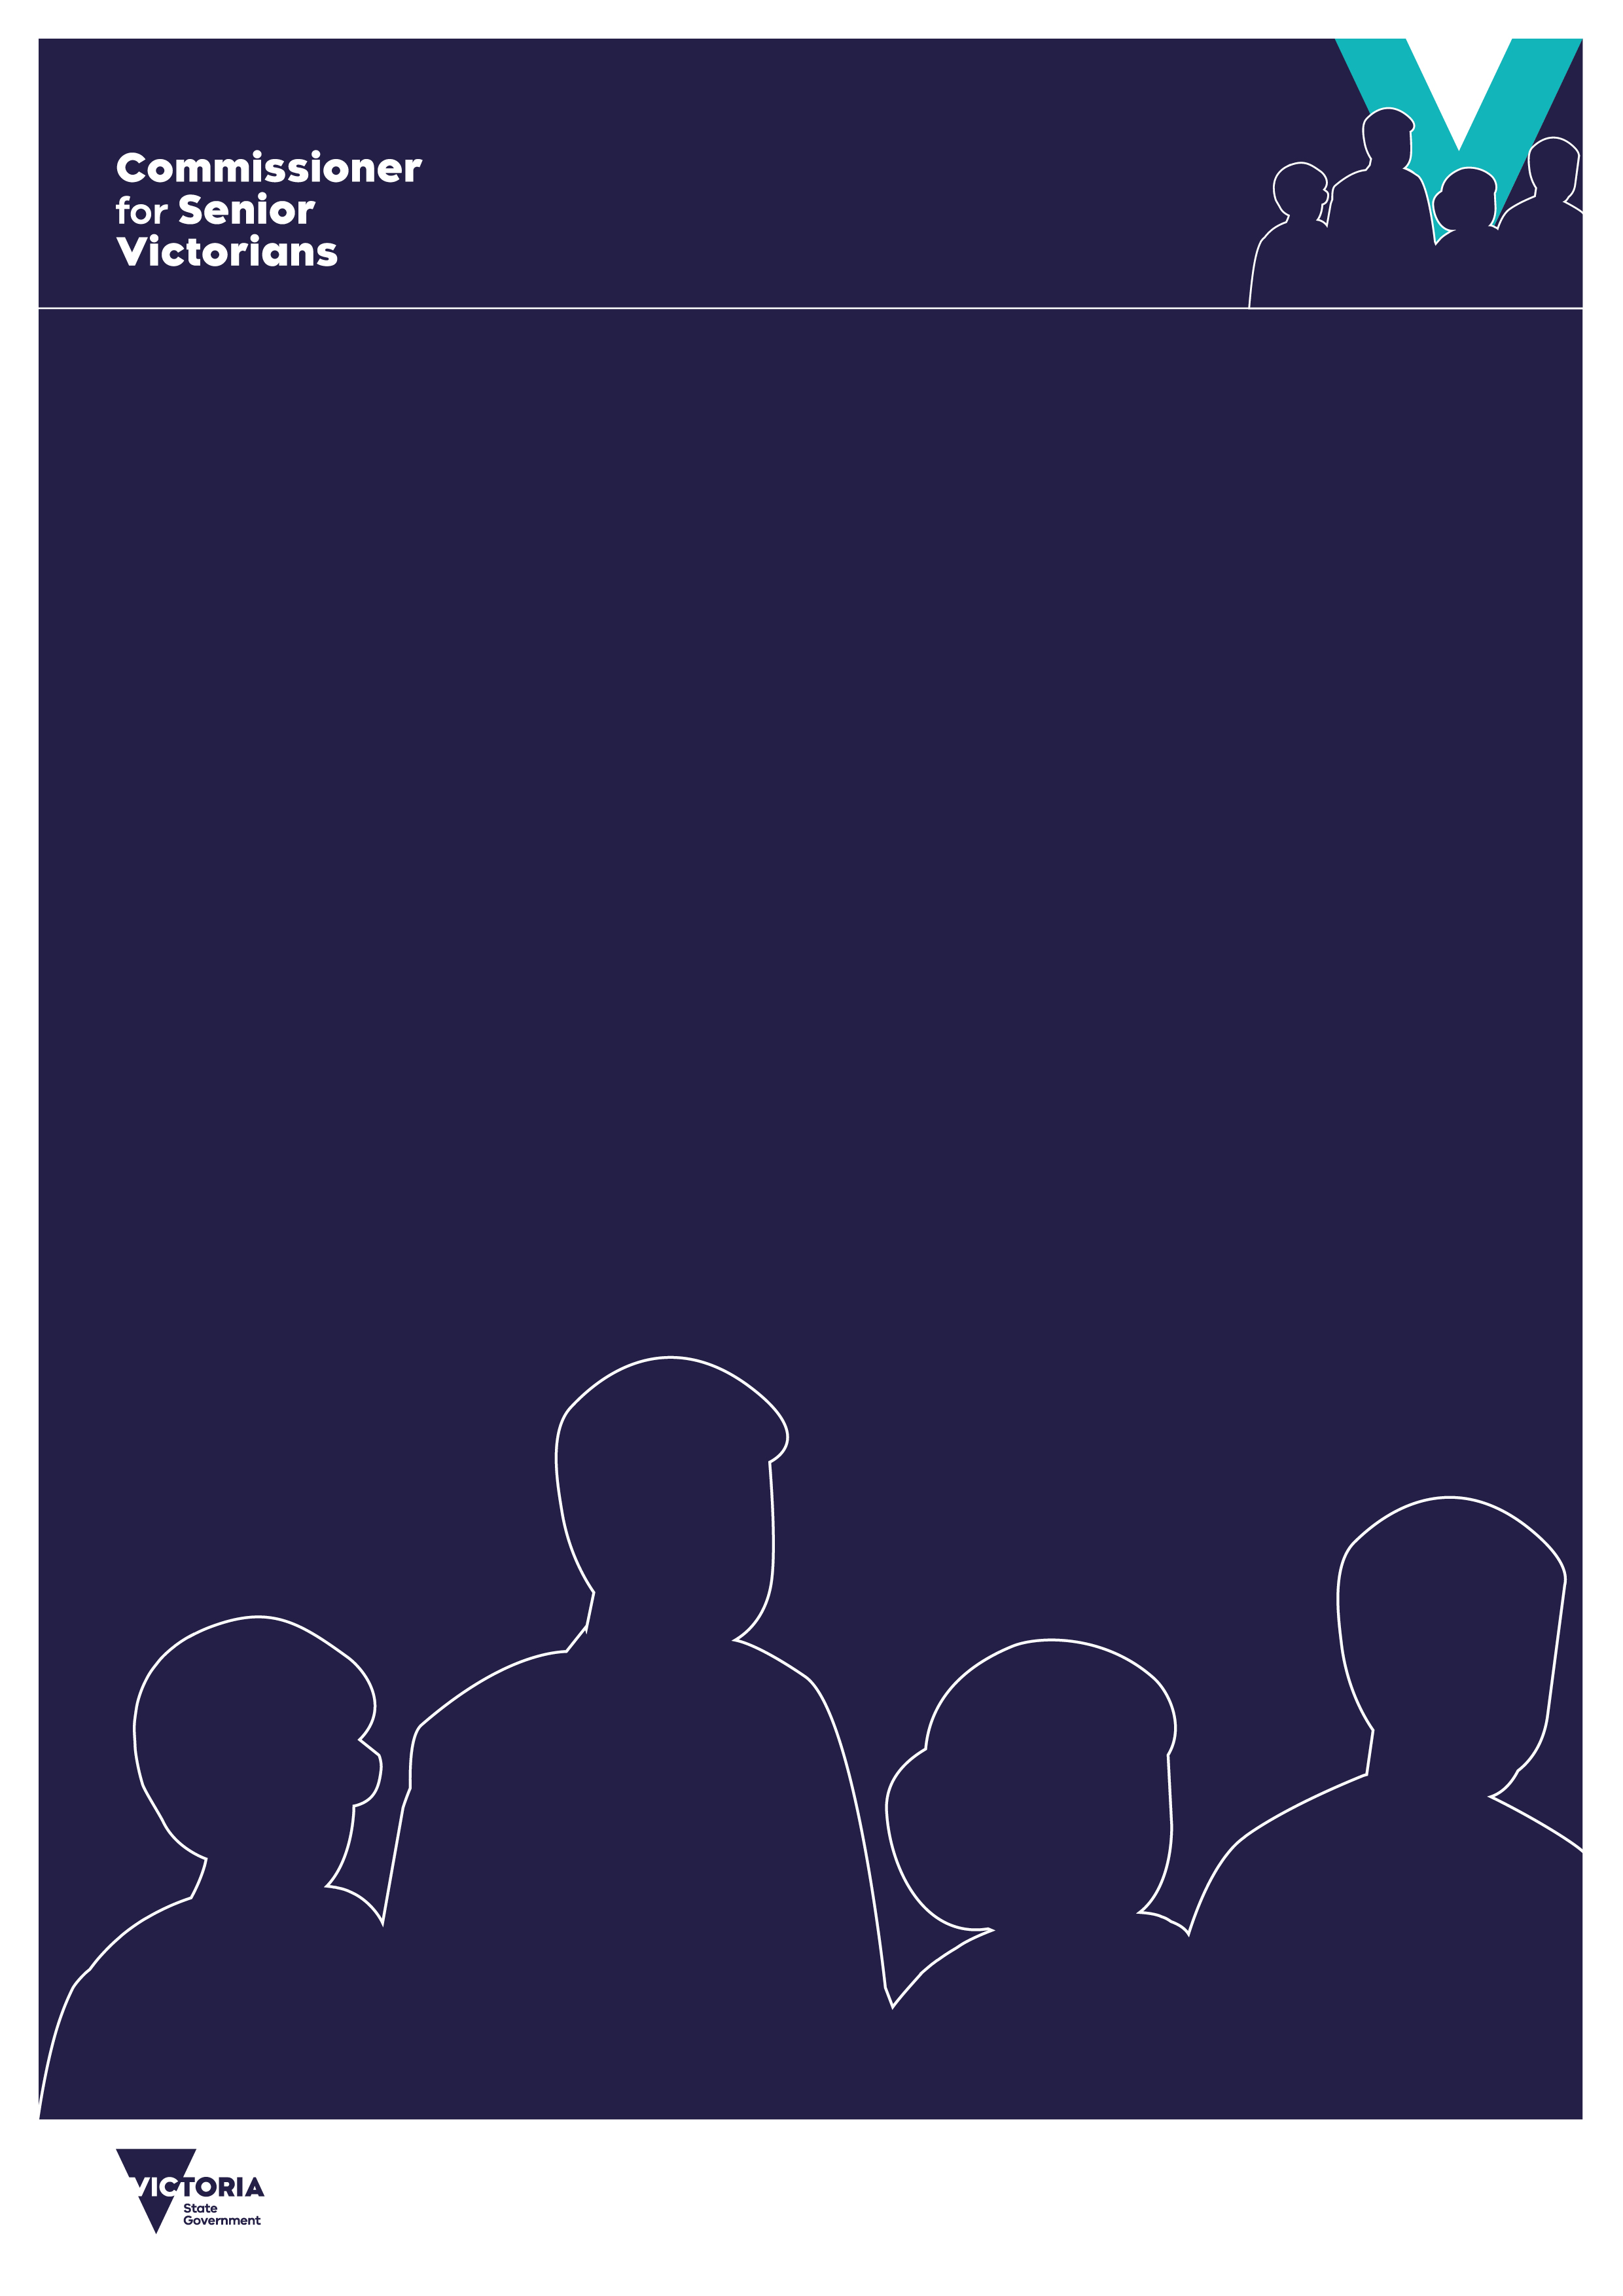 Commissioner
for Senior
Victorians
VICTORIA
State
Government